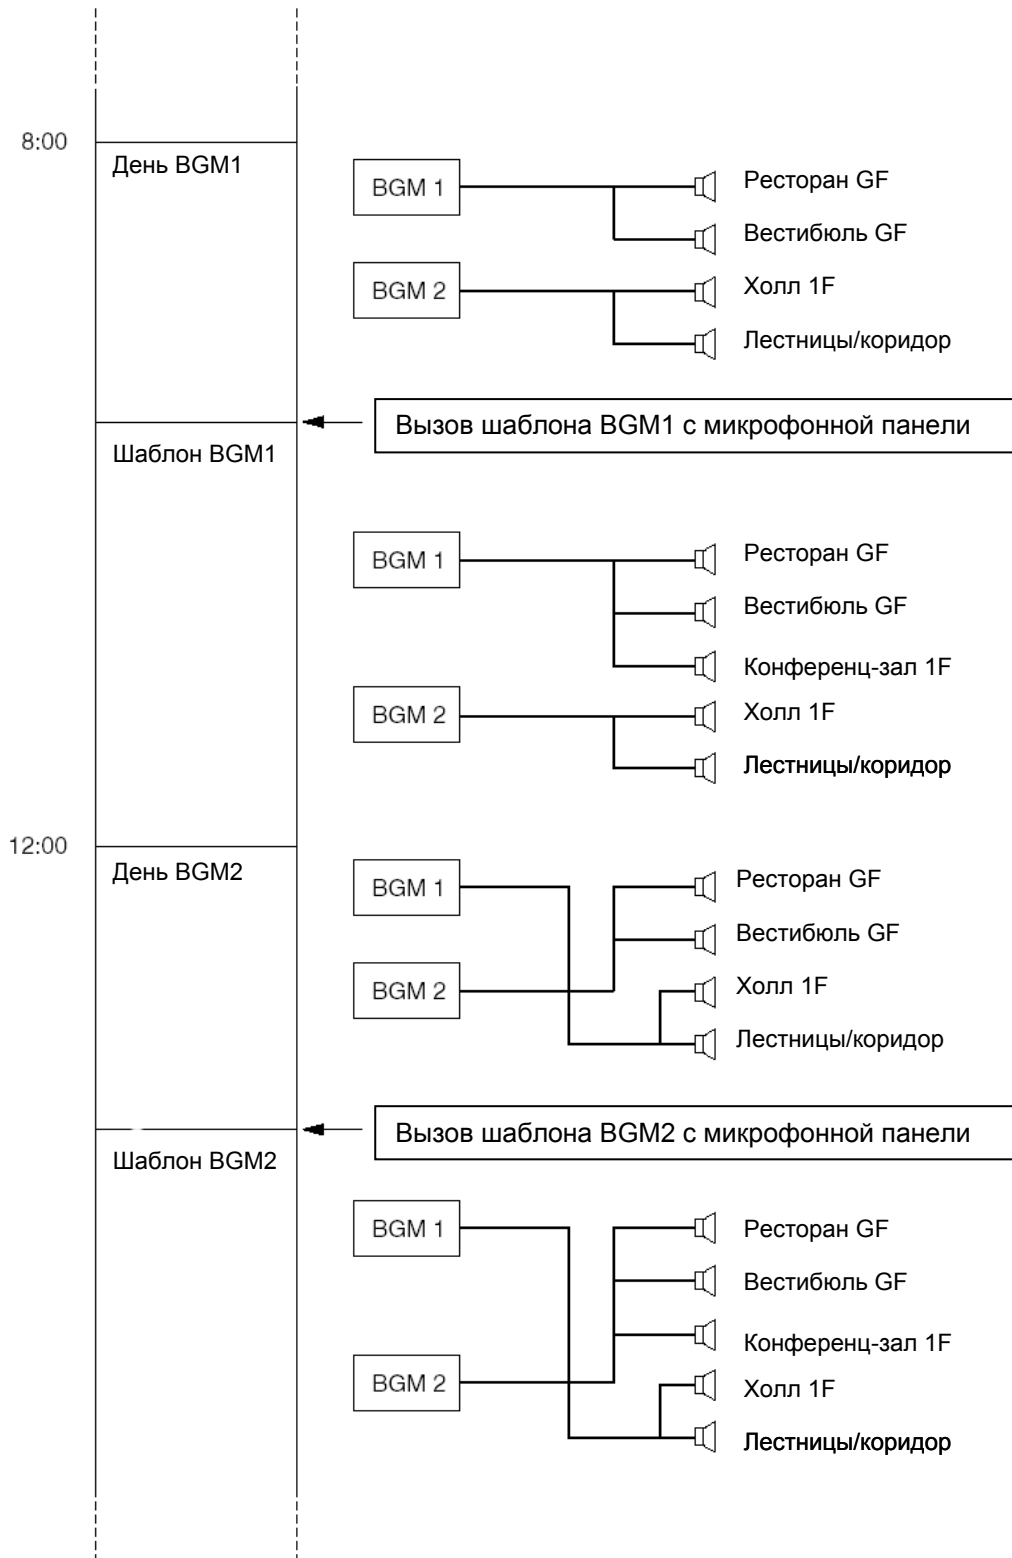 8:00
День BGM1
BGM 1
Ресторан GF
Вестибюль GF
BGM 2
Холл 1F
Лестницы/коридор
Вызов шаблона BGM1 с микрофонной панели
Шаблон BGM1
BGM 1
Ресторан GF
Вестибюль GF
Конференц-зал 1F
BGM 2
Холл 1F
Лестницы/коридор
12:00
День BGM2
BGM 1
Ресторан GF
Вестибюль GF
BGM 2
Холл 1F
Лестницы/коридор
Вызов шаблона BGM2 с микрофонной панели
Шаблон BGM2
BGM 1
Ресторан GF
Вестибюль GF
Конференц-зал 1F
BGM 2
Холл 1F
Лестницы/коридор